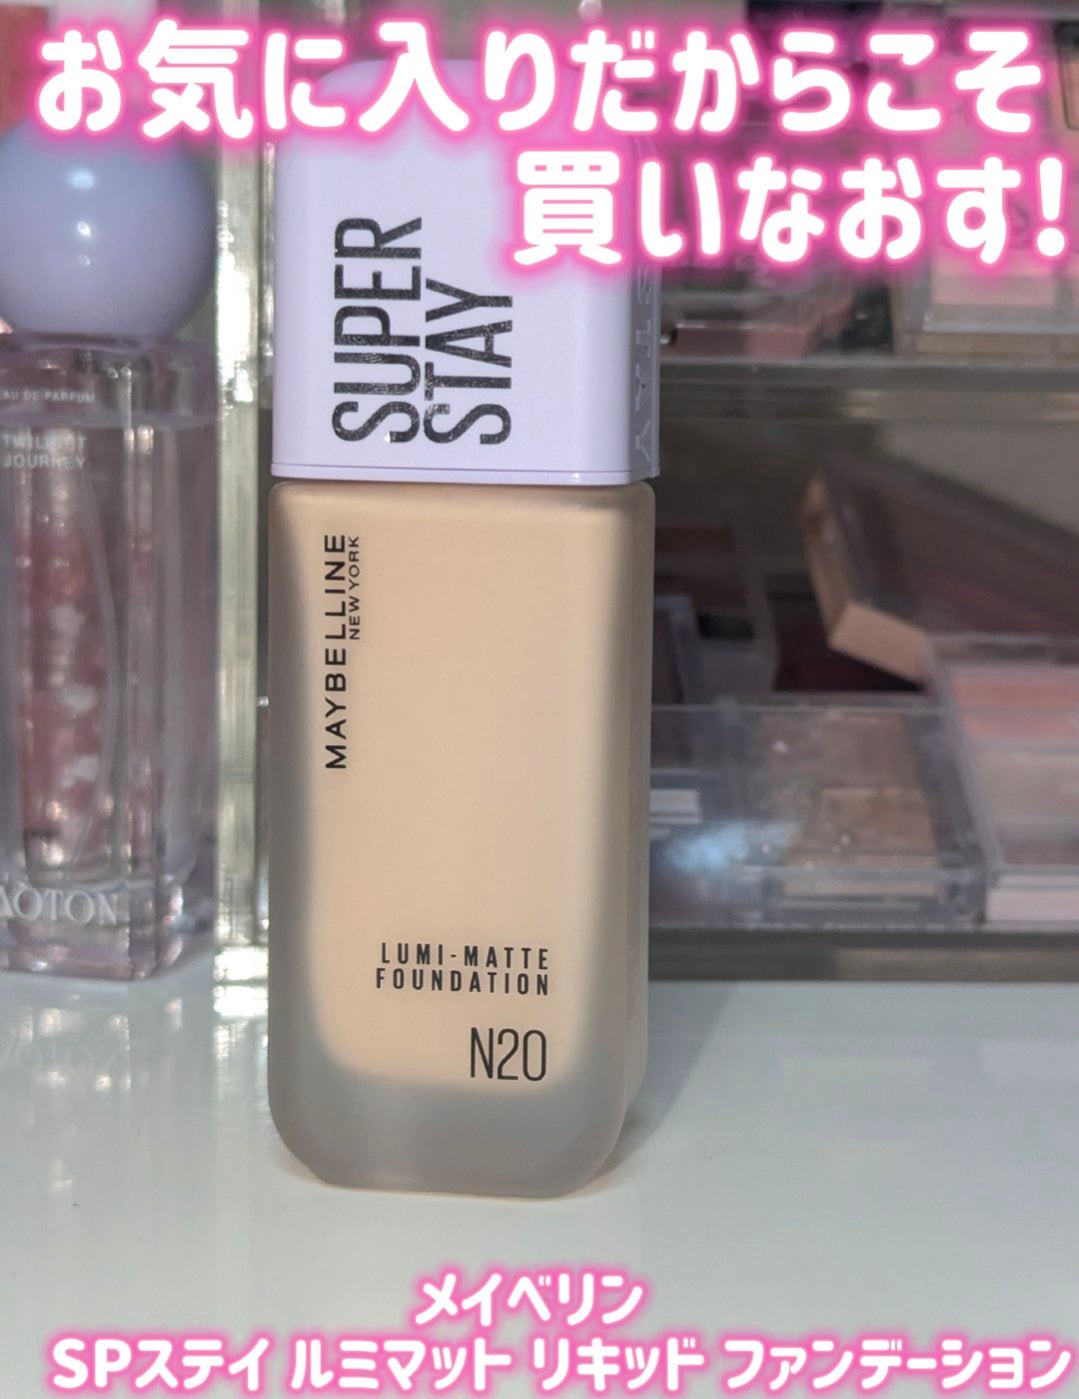 お気に入りだからこそ
買いなおす!
SUPER
STAY
STAY
EAU DE PARFUM
TWILIGHT
JOURNEY
MAYBELLINE
NEW YORK
LUMI-MATTE
FOUNDATION
N20
メイベリン
SPステイ ルミマット リキッド ファンデーション